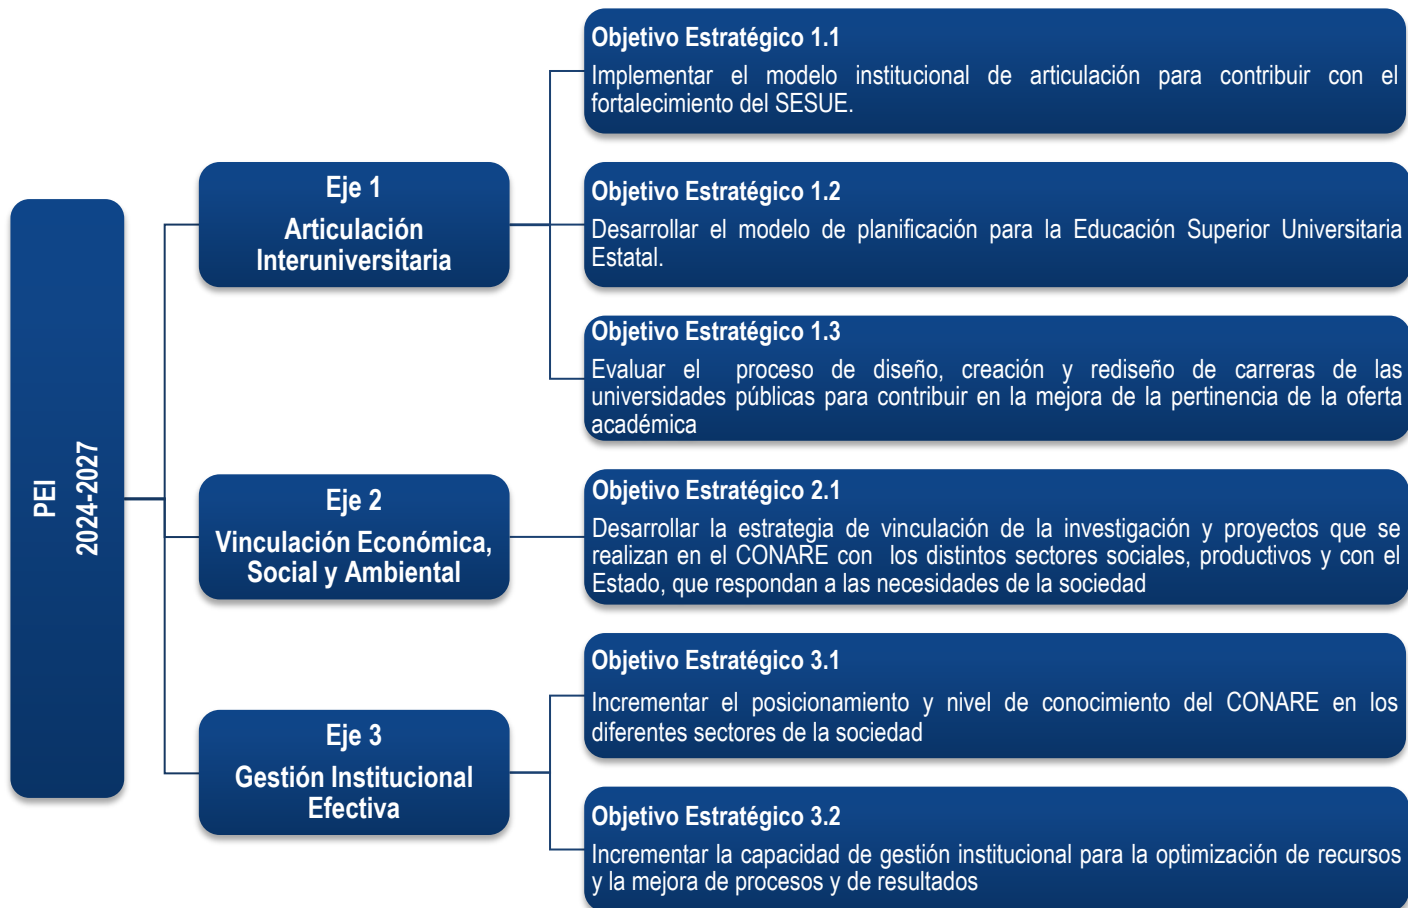 PEI
2024-2027
Eje 1
Articulación
Interuniversitaria
Objetivo Estratégico 1.1
Implementar el modelo institucional de articulación para contribuir con el
fortalecimiento del SESUE.
Objetivo Estratégico 1.2
Desarrollar el modelo de planificación para la Educación Superior Universitaria
Estatal.
Objetivo Estratégico 1.3
Evaluar el proceso de diseño, creación y rediseño de carreras de las
universidades públicas para contribuir en la mejora de la pertinencia de la oferta
académica
Eje 2
Vinculación Económica,
Social y Ambiental
Objetivo Estratégico 2.1
Desarrollar la estrategia de vinculación de la investigación y proyectos que se
realizan en el CONARE con los distintos sectores sociales, productivos y con el
Estado, que respondan a las necesidades de la sociedad
Eje 3
Gestión Institucional
Efectiva
Objetivo Estratégico 3.1
Incrementar el posicionamiento y nivel de conocimiento del CONARE en los
diferentes sectores de la sociedad
Objetivo Estratégico 3.2
Incrementar la capacidad de gestión institucional para la optimización de recursos
y la mejora de procesos y de resultados